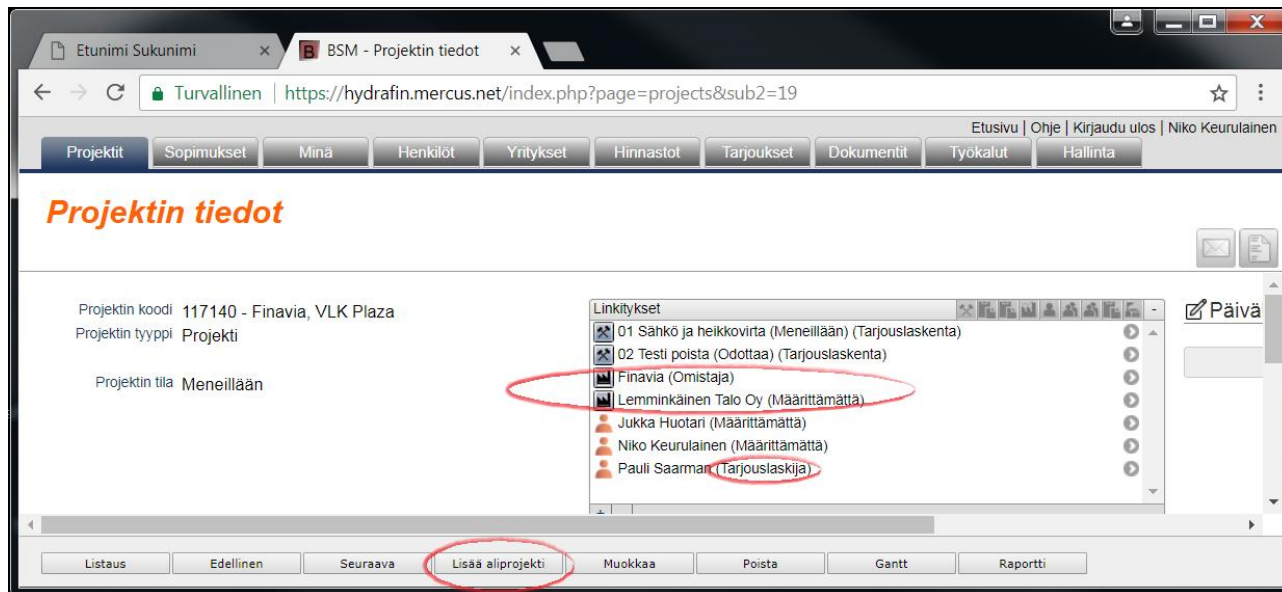 Etunimi Sukunimi
BSM - Projektin tiedot
Turvallinen | https://hydrafin.mercus.net/index.php?page=projects&sub2=19
Etusivu | Ohje | Kirjaudu ulos | Niko Keurulainen
Projektit Sopimukset Minä Henkilöt Yritykset Hinnastot Tarjoukset Dokumentit Työkalut Hallinta
Projektin tiedot
Projektin koodi 117140 - Finavia, VLK Plaza
Projektin tyyppi Projekti
Projektin tila Meneillään
Linkitykset
01 Sähkö ja heikkovirta (Meneillään) (Tarjouslaskenta)
02 Testi poista (Odottaa) (Tarjouslaskenta)
Finavia (Omistaja)
Lemminkäinen Talo Oy (Määrittämättä)
Jukka Huotari (Määrittämättä)
Niko Keurulainen (Määrittämättä)
Pauli Saarman (Tarjouslaskija)
Päivä
Listaus Edellinen Seuraava Lisää aliprojekti Muokkaa Poista Gantt Raportti